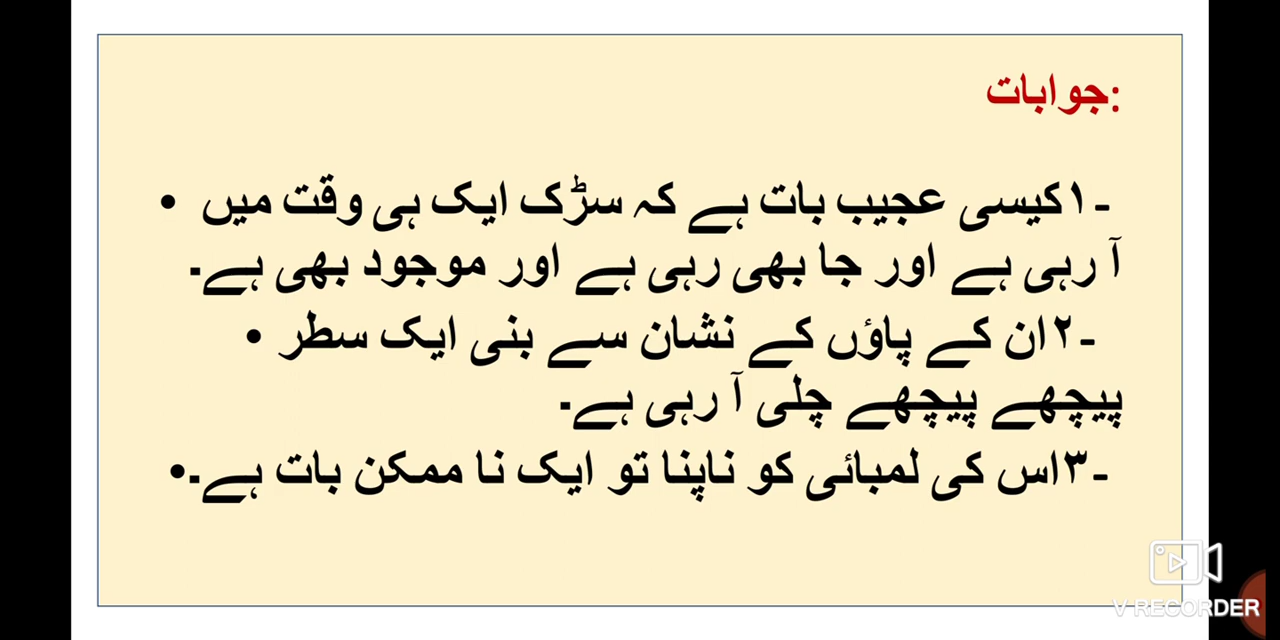 جوابات:
۱- کیسی عجیب بات ہے کہ سڑک ایک ہی وقت میں •
آ رہی ہے اور جا بھی رہی ہے اور موجود بھی ہے۔
۲- ان کے پاؤں کے نشان سے بنی ایک سطر •
پیچھے پیچھے چلی آ رہی ہے۔
۳- اس کی لمبائی کو ناپنا تو ایک نا ممکن بات ہے۔ •
V RECORDER